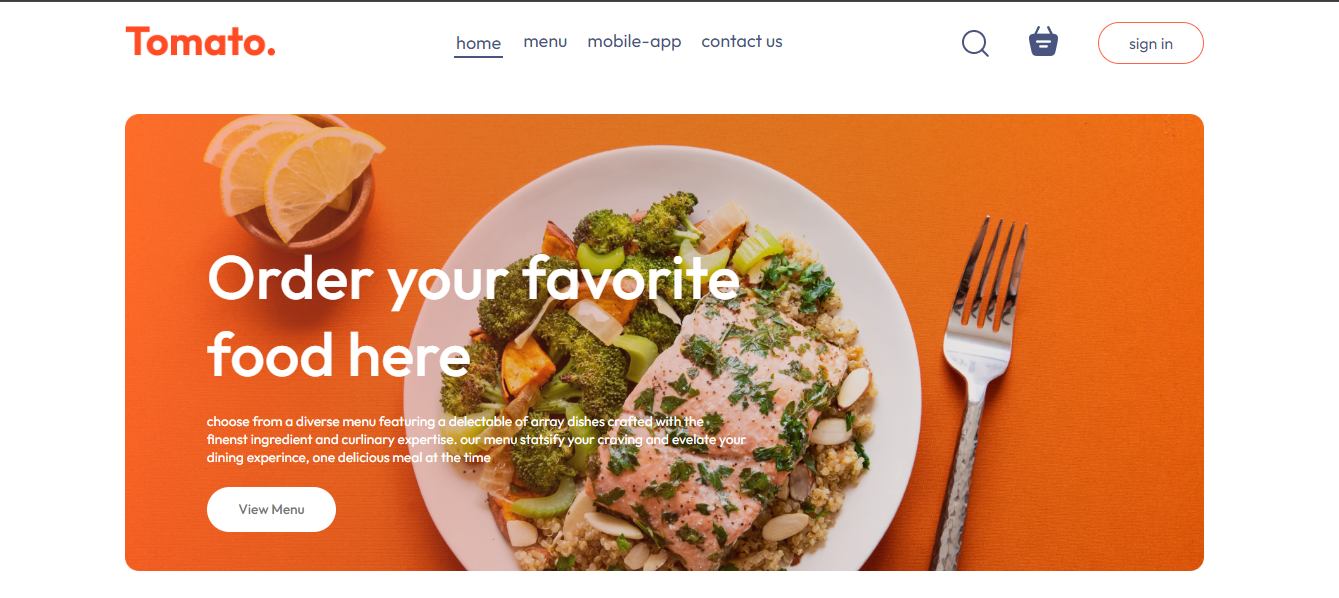 Tomato.
home menu mobile-app contact us
sign in
Order your favorite
food here
choose from a diverse menu featuring a delectable of array dishes crafted with the
finenst ingredient and curlinary expertise. our menu statsify your craving and evelate your
dining experince, one delicious meal at the time
View Menu